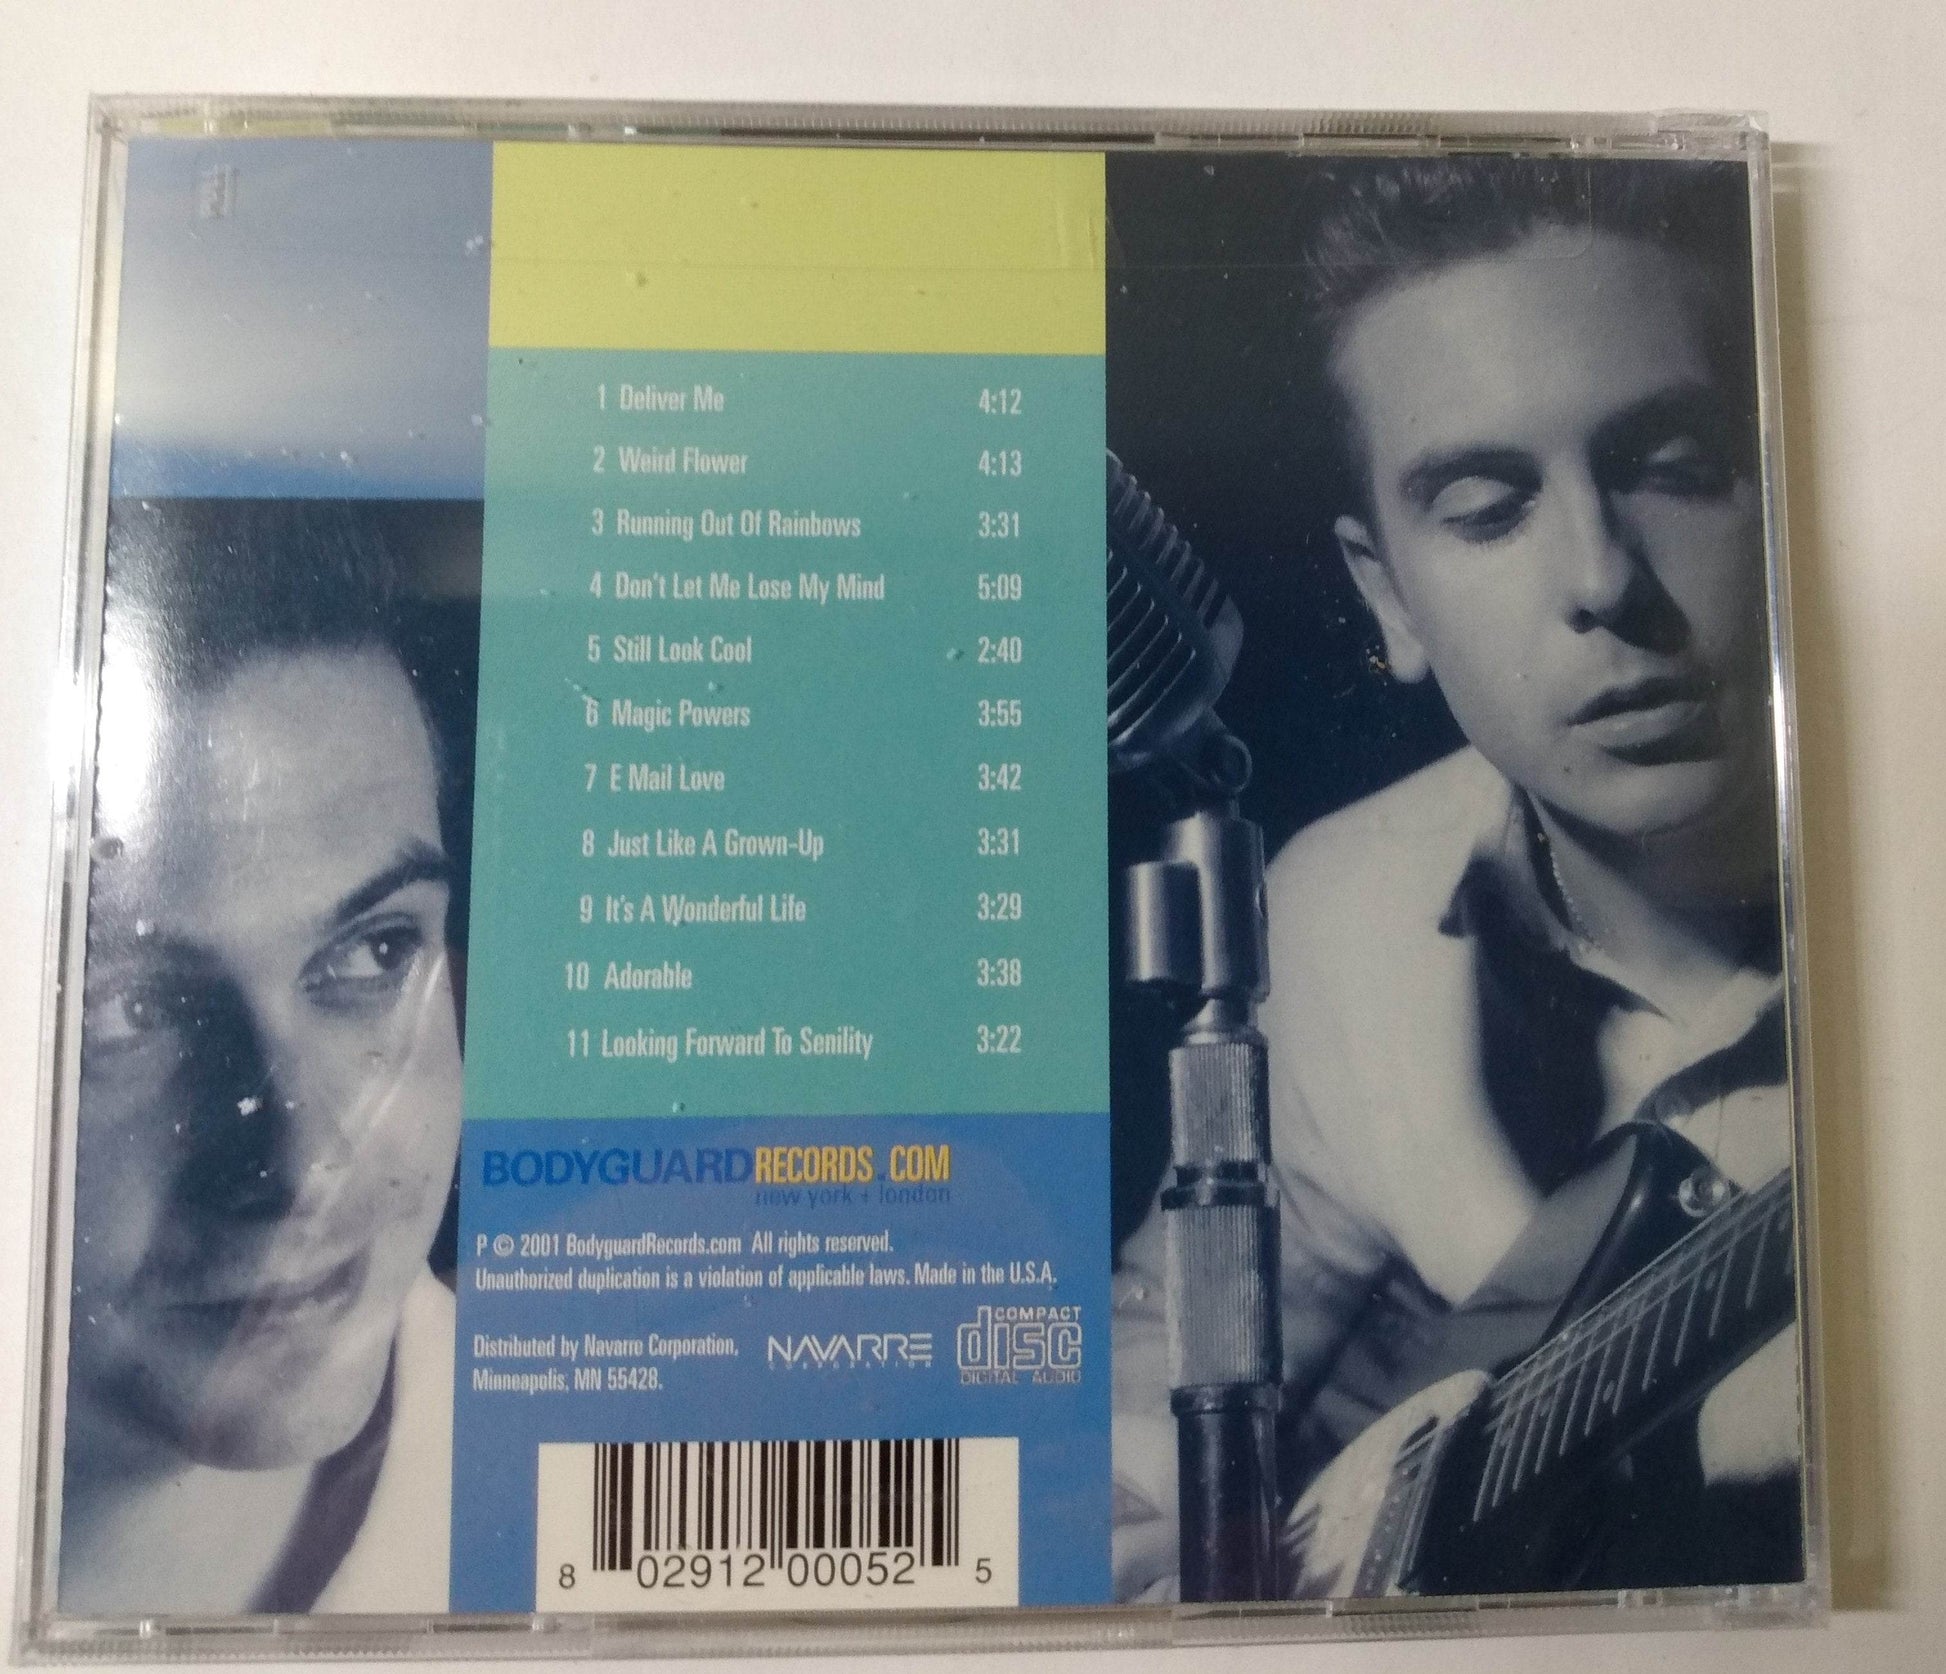 1 Deliver Me 4:12
2 Weird Flower 4:13
3 Running Out Of Rainbows 3:31
4 Don't Let Me Lose My Mind 5:09
5 Still Look Cool 2:40
6 Magic Powers 3:55
7 E Mail Love 3:42
8 Just Like A Grown-Up 3:31
9 It's A Wonderful Life 3:29
10 Adorable 3:38
11 Looking Forward To Senility 3:22
BODYGUARDRECORDS.COM
new york + london
P © 2001 BodyguardRecords.com All rights reserved.
Unauthorized duplication is a violation of applicable laws. Made in the U.S.A.
Distributed by Navarre Corporation,
Minneapolis, MN 55428.
NAVARRE
CORPORATION
COMPACT
disc
DIGITAL AUDIO
8 02912 00052 5